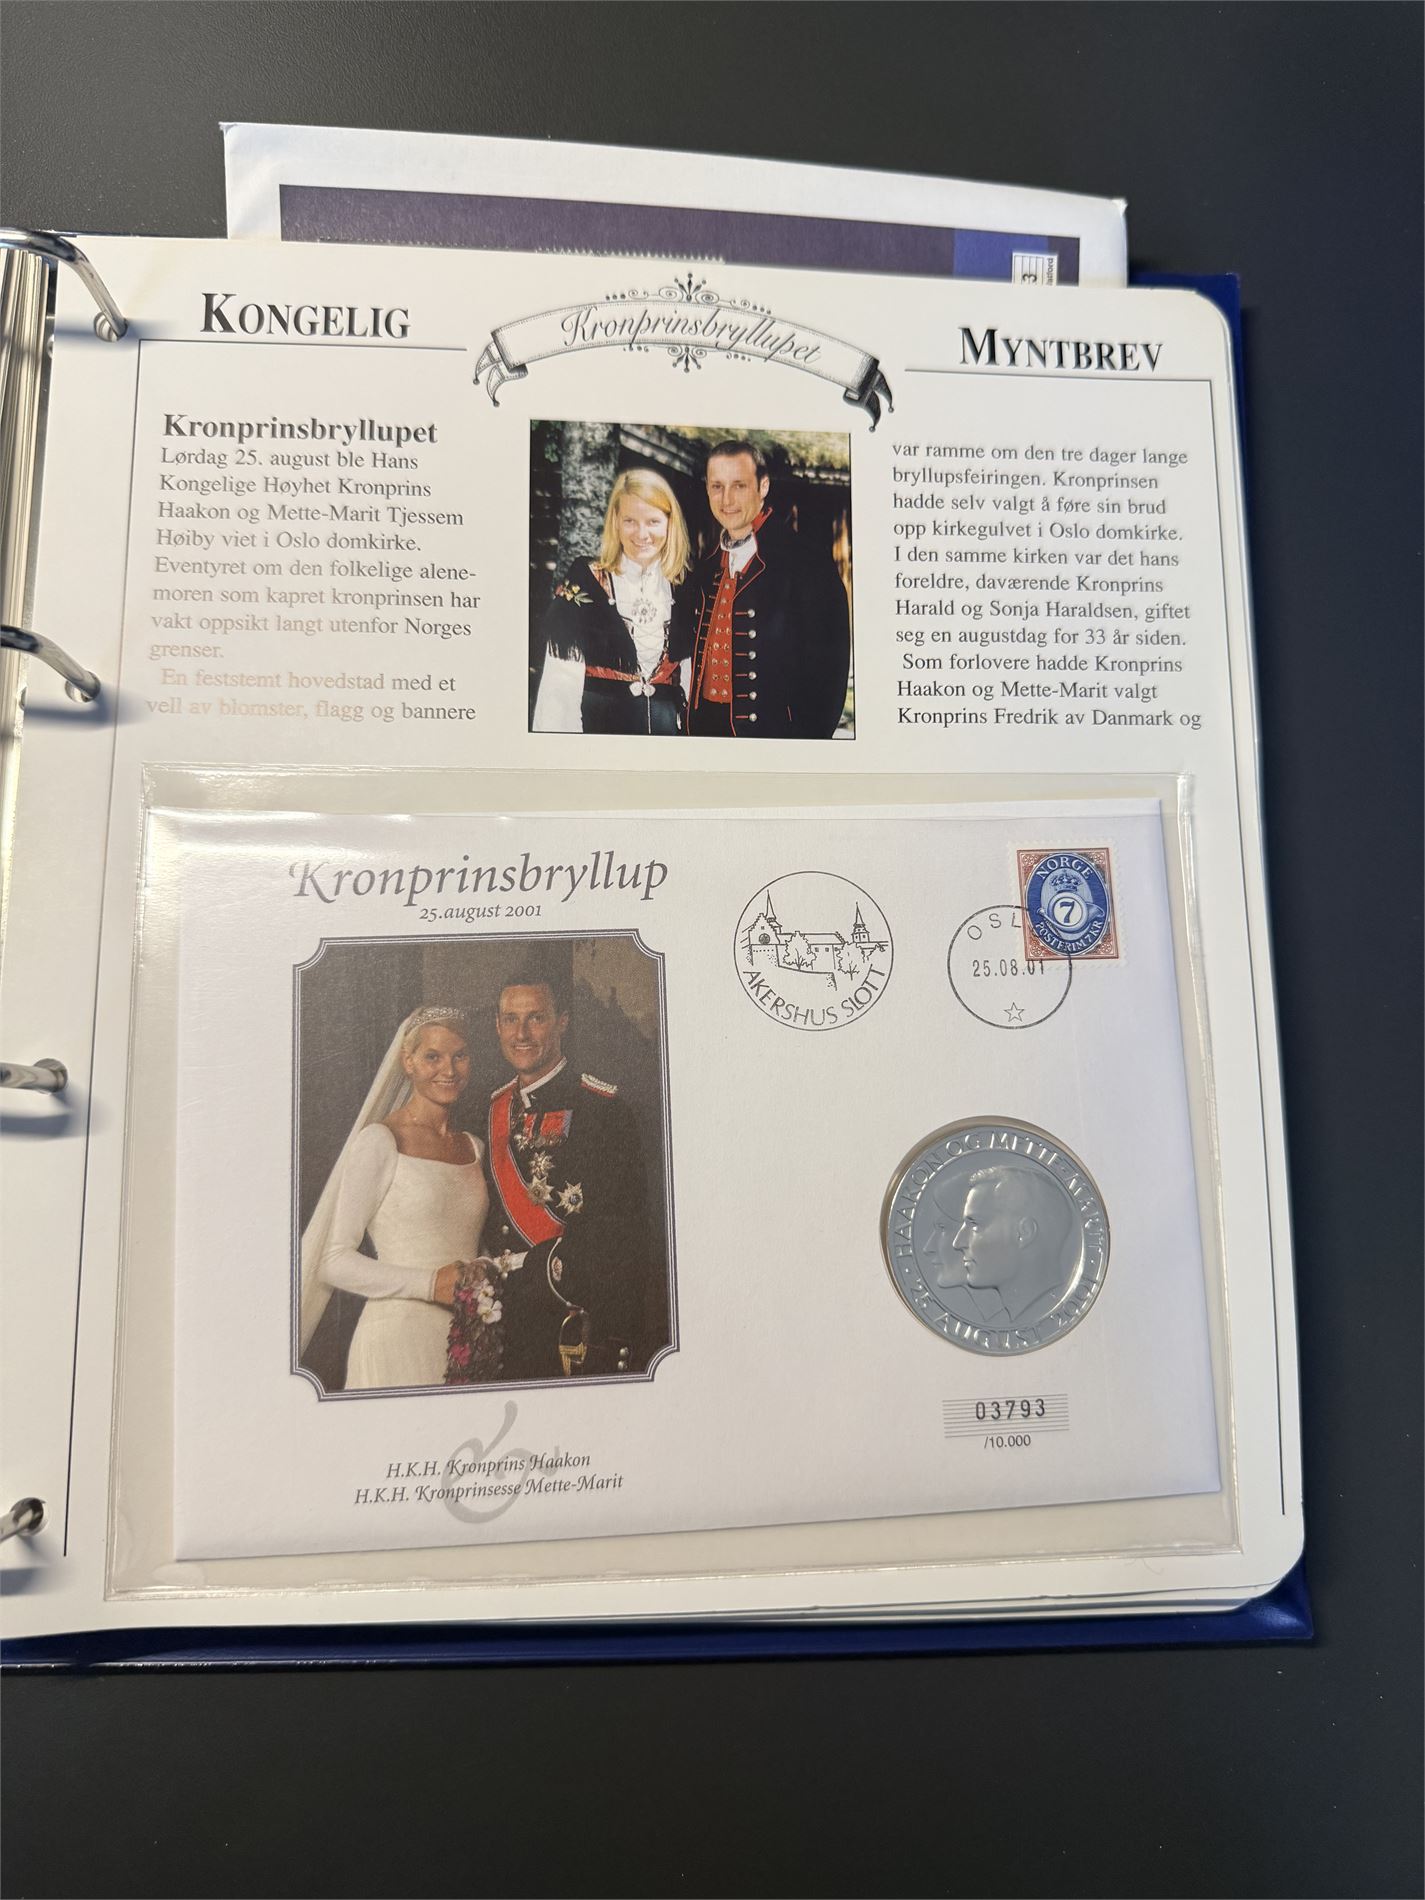 KONGELIG
Kronprinsbryllupet
MYNTBREV
Kronprinsbryllupet
Lørdag 25. august ble Hans
Kongelige Høyhet Kronprins
Haakon og Mette-Marit Tjessem
Høiby viet i Oslo domkirke.
Eventyret om den folkelige alene-
moren som kapret kronprinsen har
vakt oppsikt langt utenfor Norges
grenser.
En feststemt hovedstad med et
vell av blomster, flagg og bannere
var ramme om den tre dager lange
bryllupsfeiringen. Kronprinsen
hadde selv valgt å føre sin brud
opp kirkegulvet i Oslo domkirke.
I den samme kirken var det hans
foreldre, daværende Kronprins
Harald og Sonja Haraldsen, giftet
seg en augustdag for 33 år siden.
Som forlovere hadde Kronprins
Haakon og Mette-Marit valgt
Kronprins Fredrik av Danmark og
Kronprinsbryllup
25.august 2001
AKERSHUS SLOTT
OSL
25.08.01
NORGE
7
POSTFRIM 7 KR
HAAKON OG METTE-MARIT
25 AUGUST 2001
03793
/10.000
&
H.K.H. Kronprins Haakon
H.K.H. Kronprinsesse Mette-Marit